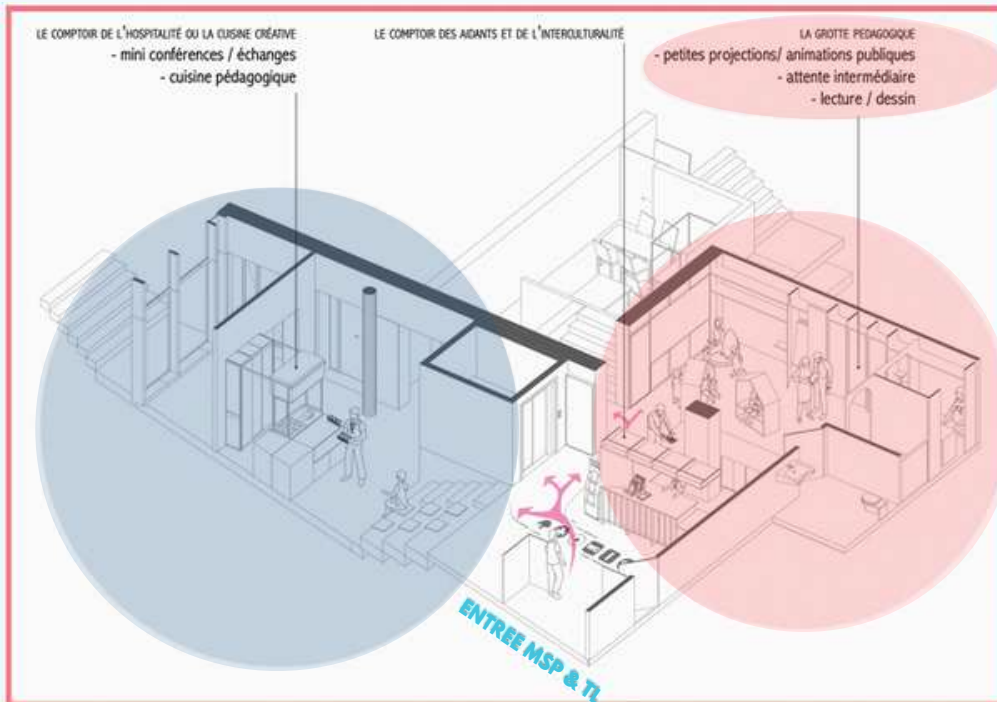 LE COMPTOIR DE L'HOSPITALITÉ OU LA CUISINE CRÉATIVE
- mini conférences / échanges
- cuisine pédagogique
LE COMPTOIR DES AIDANTS ET DE L'INTERCULTURALITÉ
LA GROTTE PEDAGOGIQUE
- petites projections/ animations publiques
- attente intermédiaire
- lecture / dessin
ENTREE MSP & TL